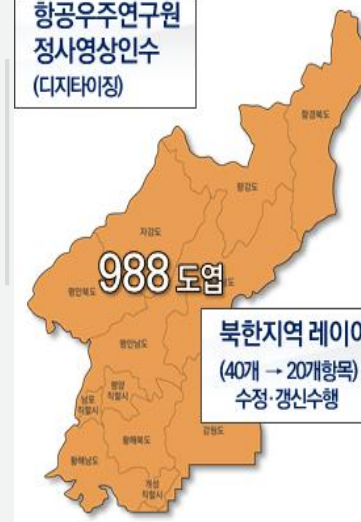 항공우주연구원
정사영상인수
(디지타이징)
함경북도
량강도
자강도
988 도엽
평안북도
북한지역 레이어
(40개 → 20개항목)
수정·갱신수행
평안남도
평양
직할시
남포
직할시
황해북도
강원도
황해남도
개성
직할시